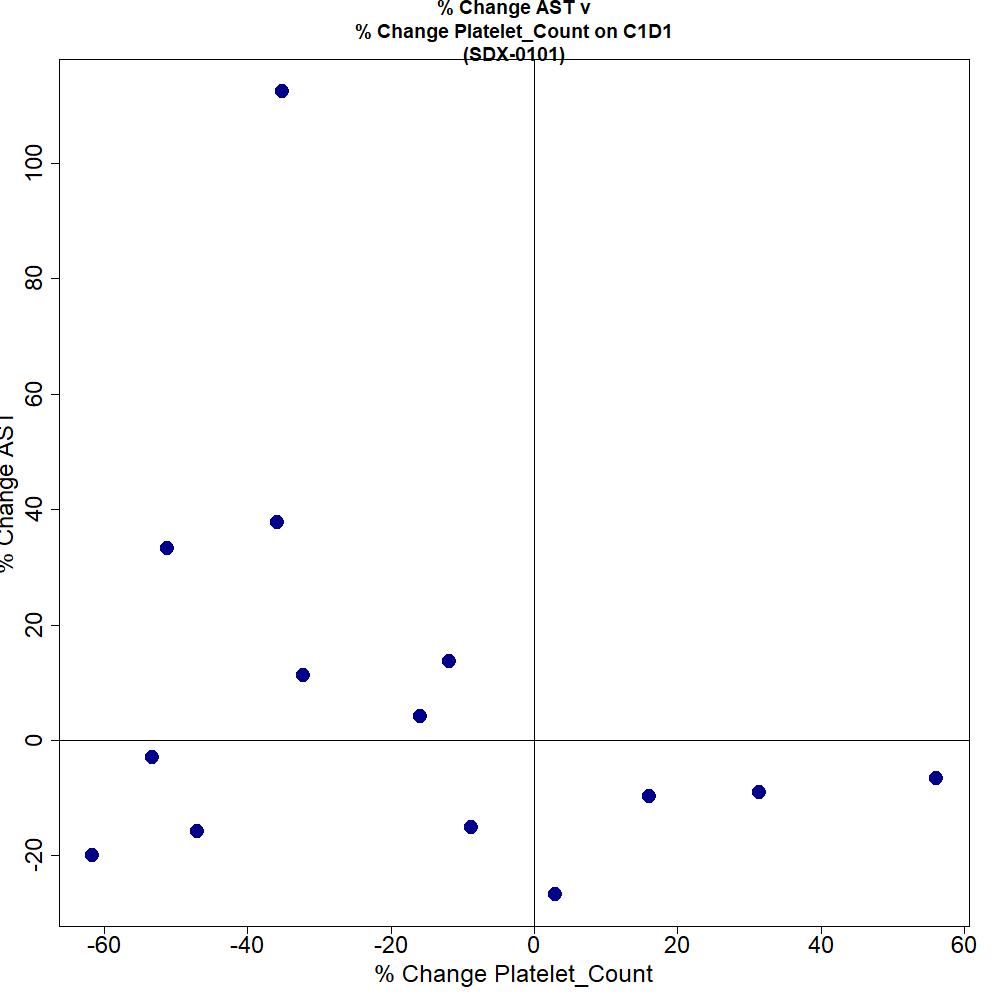 % Change AST v
% Change Platelet_Count on C1D1
(SDX-0101)
% Change AST
100
80
60
40
20
0
-20
-60
-40
-20
0
20
40
60
% Change Platelet_Count